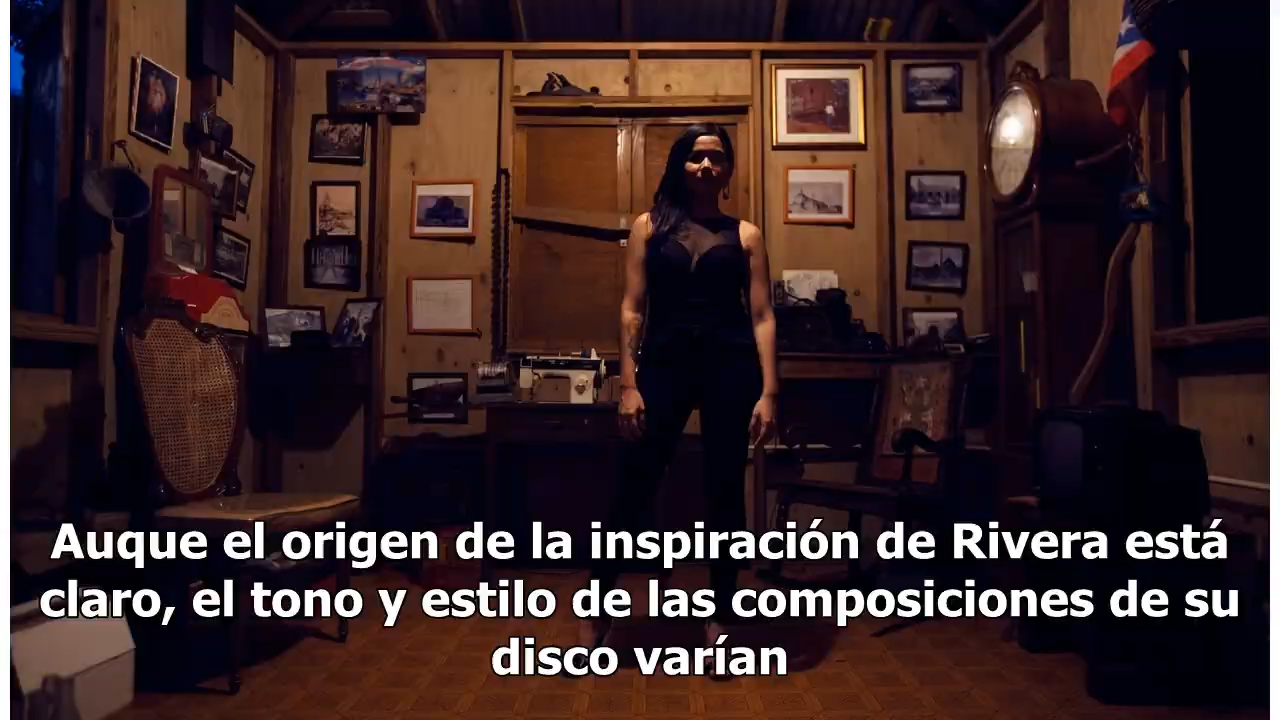 Auque el origen de la inspiración de Rivera está
claro, el tono y estilo de las composiciones de su
disco varían